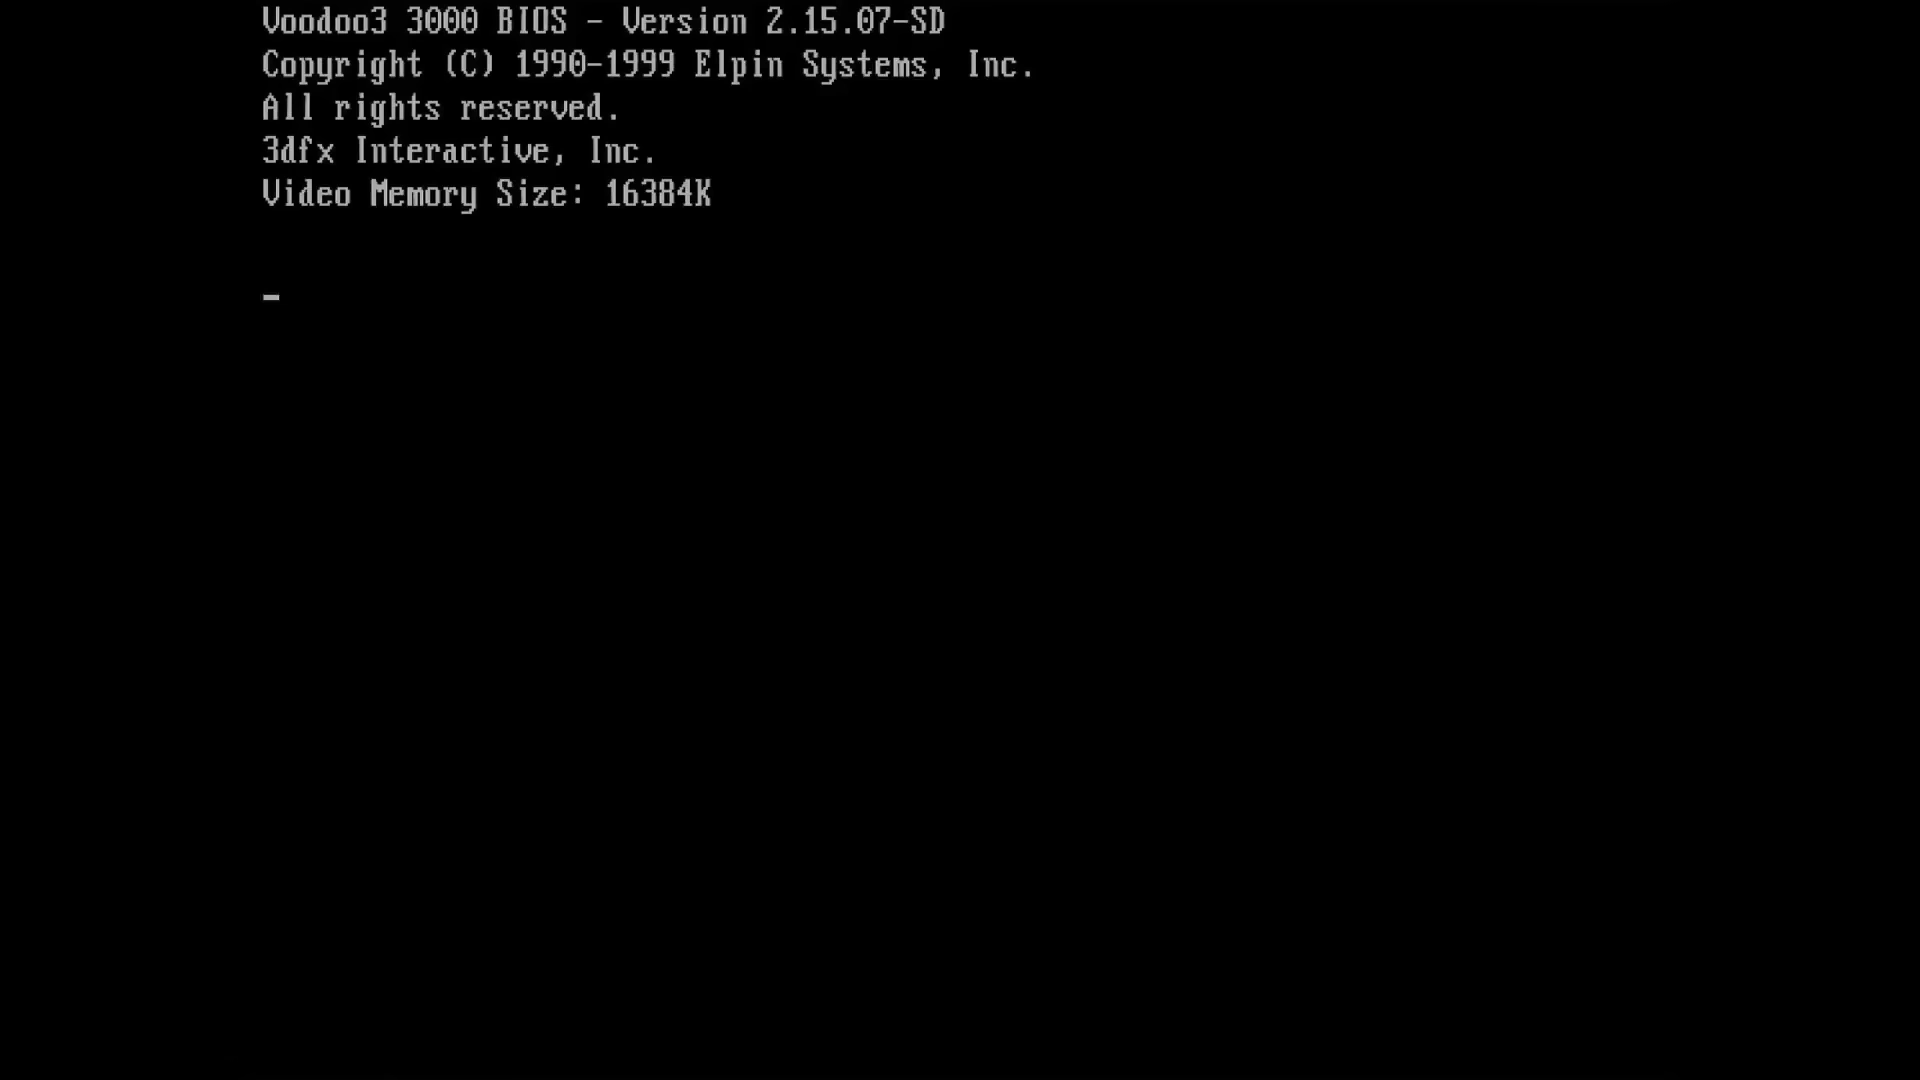 Voodoo3 3000 BIOS - Version 2.15.07-SD
Copyright (C) 1990-1999 Elpin Systems, Inc.
All rights reserved.
3dfx Interactive, Inc.
Video Memory Size: 16384K